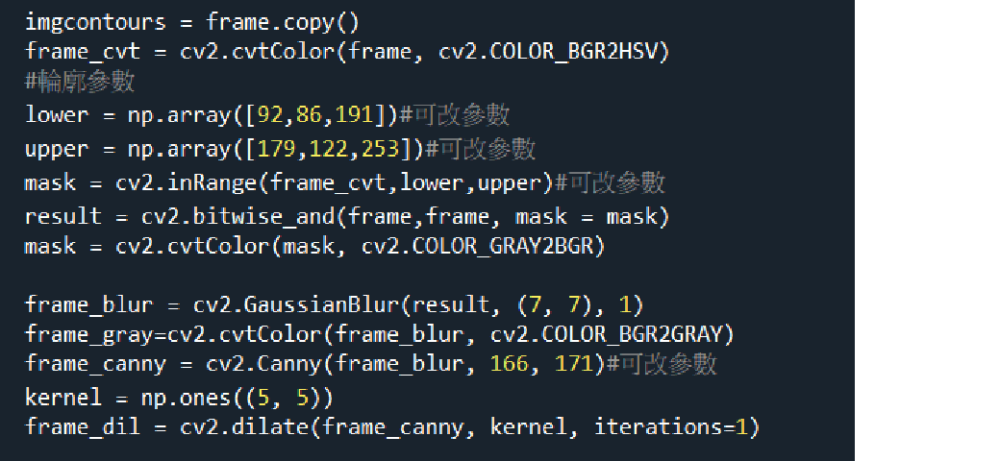 imgcontours = frame.copy()
frame_cvt = cv2.cvtColor(frame, cv2.COLOR_BGR2HSV)
#輪廓參數
lower = np.array([92,86,191])#可改參數
upper = np.array([179,122,253])#可改參數
mask = cv2.inRange(frame_cvt,lower,upper)#可改參數
result = cv2.bitwise_and(frame,frame, mask = mask)
mask = cv2.cvtColor(mask, cv2.COLOR_GRAY2BGR)
frame_blur = cv2.GaussianBlur(result, (7, 7), 1)
frame_gray=cv2.cvtColor(frame_blur, cv2.COLOR_BGR2GRAY)
frame_canny = cv2.Canny(frame_blur, 166, 171)#可改參數
kernel = np.ones((5, 5))
frame_dil = cv2.dilate(frame_canny, kernel, iterations=1)